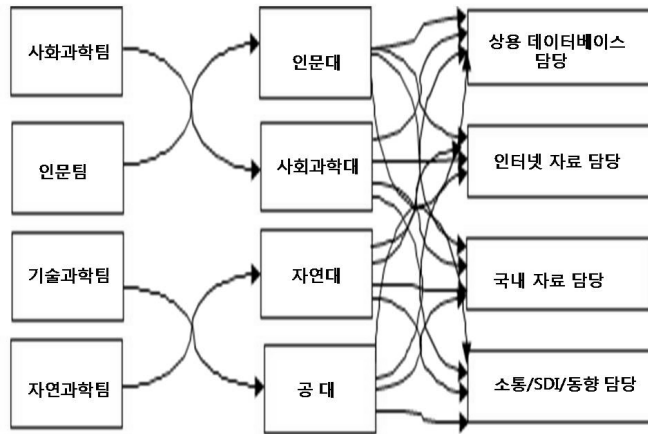 사화과학팀
인문팀
기술과학팀
자연과학팀
인문대
사회과학대
자연대
공 대
상용 데이터베이스
담당
인터넷 자료 담당
국내 자료 담당
소통/SDI/동향 담당